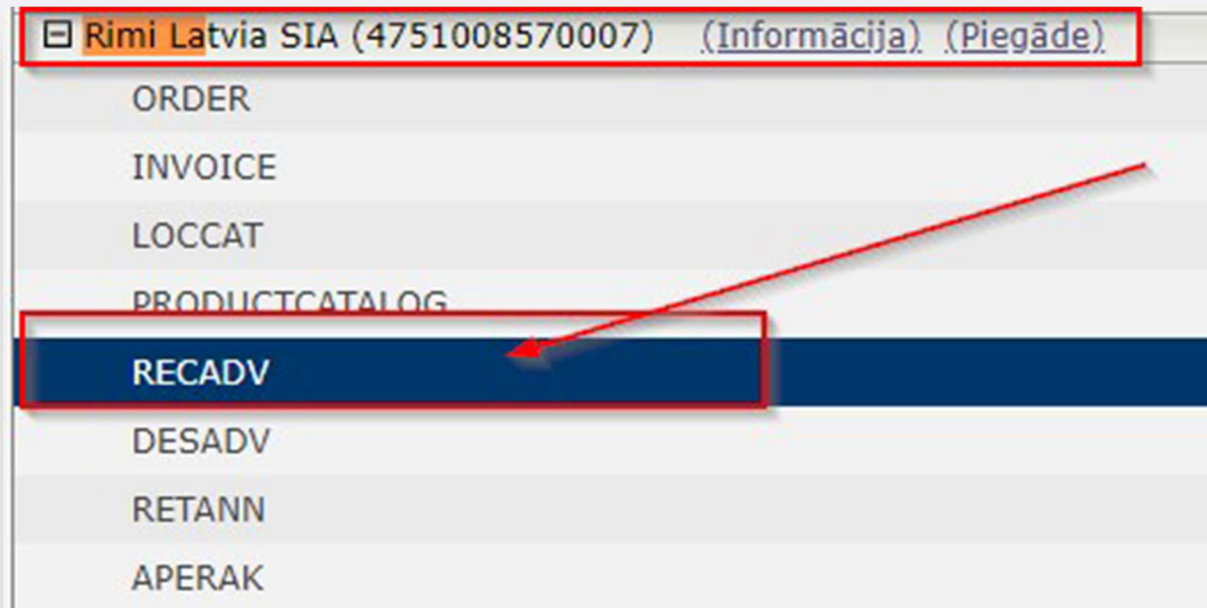 Rimi Latvia SIA (4751008570007) (Informācija) (Piegāde)
ORDER
INVOICE
LOCCAT
PRODUCTCATALOG
RECADV
DESADV
RETANN
APERAK